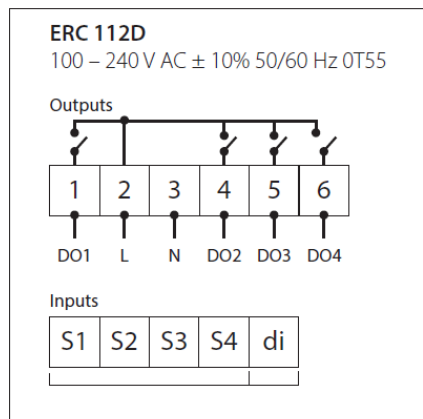 ERC 112D
100 – 240 V AC ± 10% 50/60 Hz 0T55
Outputs
1 2 3 4 5 6
DO1 L N DO2 DO3 DO4
Inputs
S1 S2 S3 S4 di